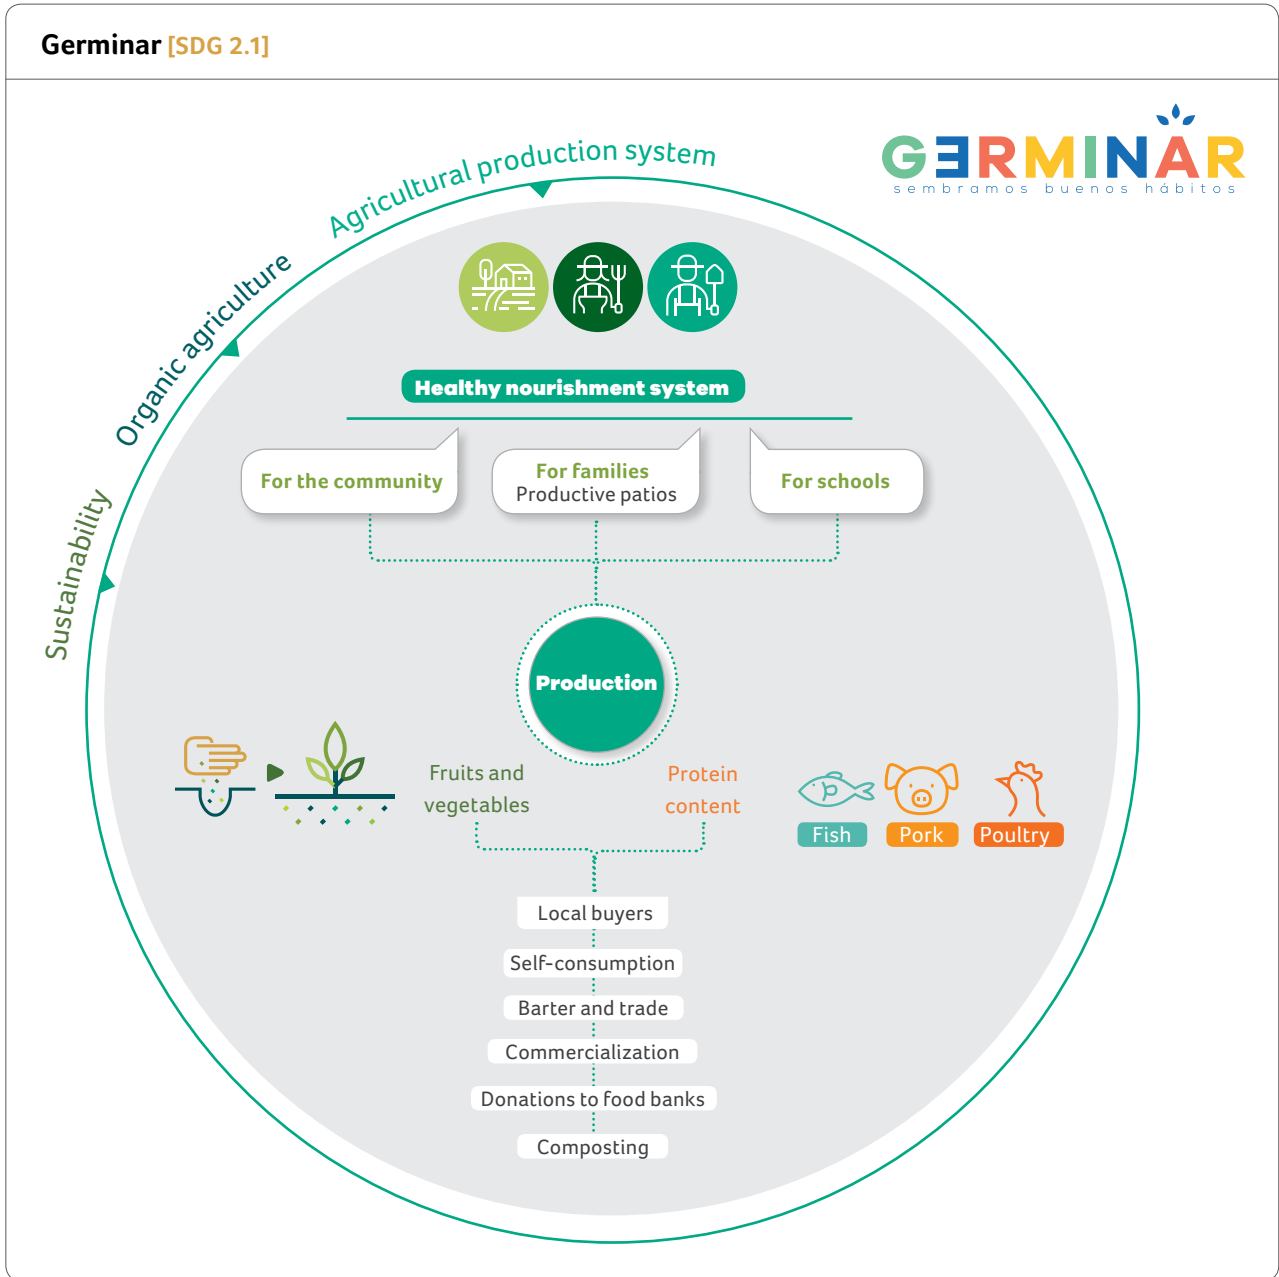 Germinar [SDG 2.1]
GERMINAR
sembramos buenos hábitos
Agricultural production system
Organic agriculture
Sustainability
Healthy nourishment system
For the community
For families
Productive patios
For schools
Production
Fruits and
vegetables
Protein
content
Fish
Pork
Poultry
Local buyers
Self-consumption
Barter and trade
Commercialization
Donations to food banks
Composting